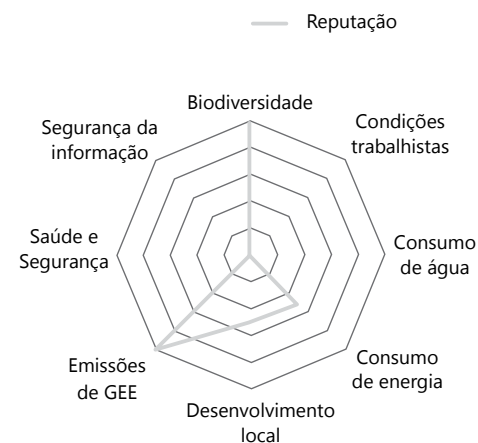 Reputação
Biodiversidade
Condições
trabalhistas
Consumo
de água
Consumo
de energia
Desenvolvimento
local
Emissões
de GEE
Saúde e
Segurança
Segurança da
informação